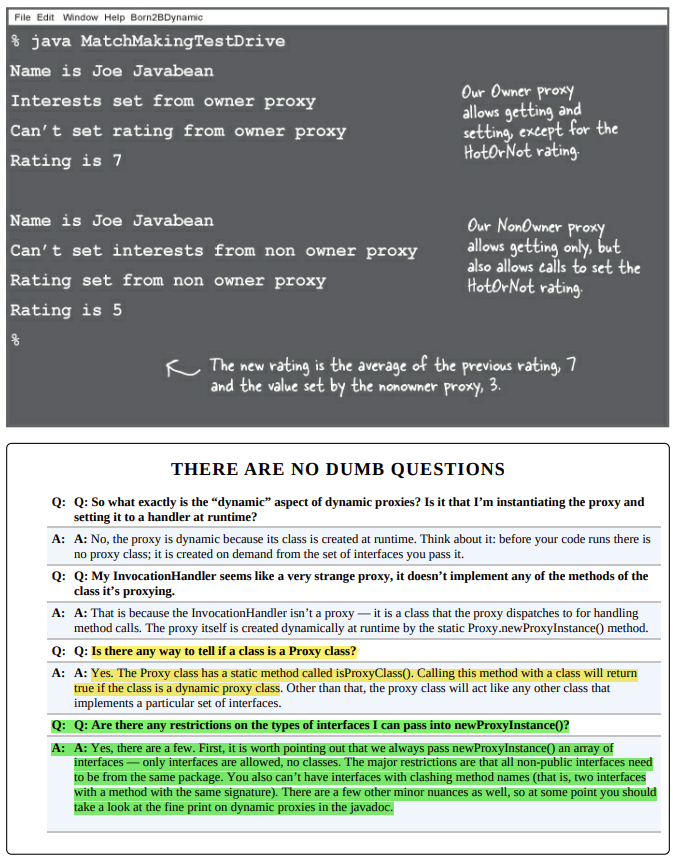 File Edit Window Help Born2BDynamic
% java MatchMakingTestDrive
Name is Joe Javabean
Interests set from owner proxy
Can't set rating from owner proxy
Rating is 7
Our Owner proxy
allows getting and
setting, except for the
HotOrNot rating.
Name is Joe Javabean
Can't set interests from non owner proxy
Rating set from non owner proxy
Rating is 5
%
Our NonOwner proxy
allows getting only, but
also allows calls to set the
HotOrNot rating.
The new rating is the average of the previous rating, 7
and the value set by the nonowner proxy, 3.
THERE ARE NO DUMB QUESTIONS
Q: Q: So what exactly is the “dynamic” aspect of dynamic proxies? Is it that I’m instantiating the proxy and
setting it to a handler at runtime?
A: A: No, the proxy is dynamic because its class is created at runtime. Think about it: before your code runs there is
no proxy class; it is created on demand from the set of interfaces you pass it.
Q: Q: My InvocationHandler seems like a very strange proxy, it doesn’t implement any of the methods of the
class it’s proxying.
A: A: That is because the InvocationHandler isn’t a proxy — it is a class that the proxy dispatches to for handling
method calls. The proxy itself is created dynamically at runtime by the static Proxy.newProxyInstance() method.
Q: Q: Is there any way to tell if a class is a Proxy class?
A: A: Yes. The Proxy class has a static method called isProxyClass(). Calling this method with a class will return
true if the class is a dynamic proxy class. Other than that, the proxy class will act like any other class that
implements a particular set of interfaces.
Q: Q: Are there any restrictions on the types of interfaces I can pass into newProxyInstance()?
A: A: Yes, there are a few. First, it is worth pointing out that we always pass newProxyInstance() an array of
interfaces — only interfaces are allowed, no classes. The major restrictions are that all non-public interfaces need
to be from the same package. You also can’t have interfaces with clashing method names (that is, two interfaces
with a method with the same signature). There are a few other minor nuances as well, so at some point you should
take a look at the fine print on dynamic proxies in the javadoc.